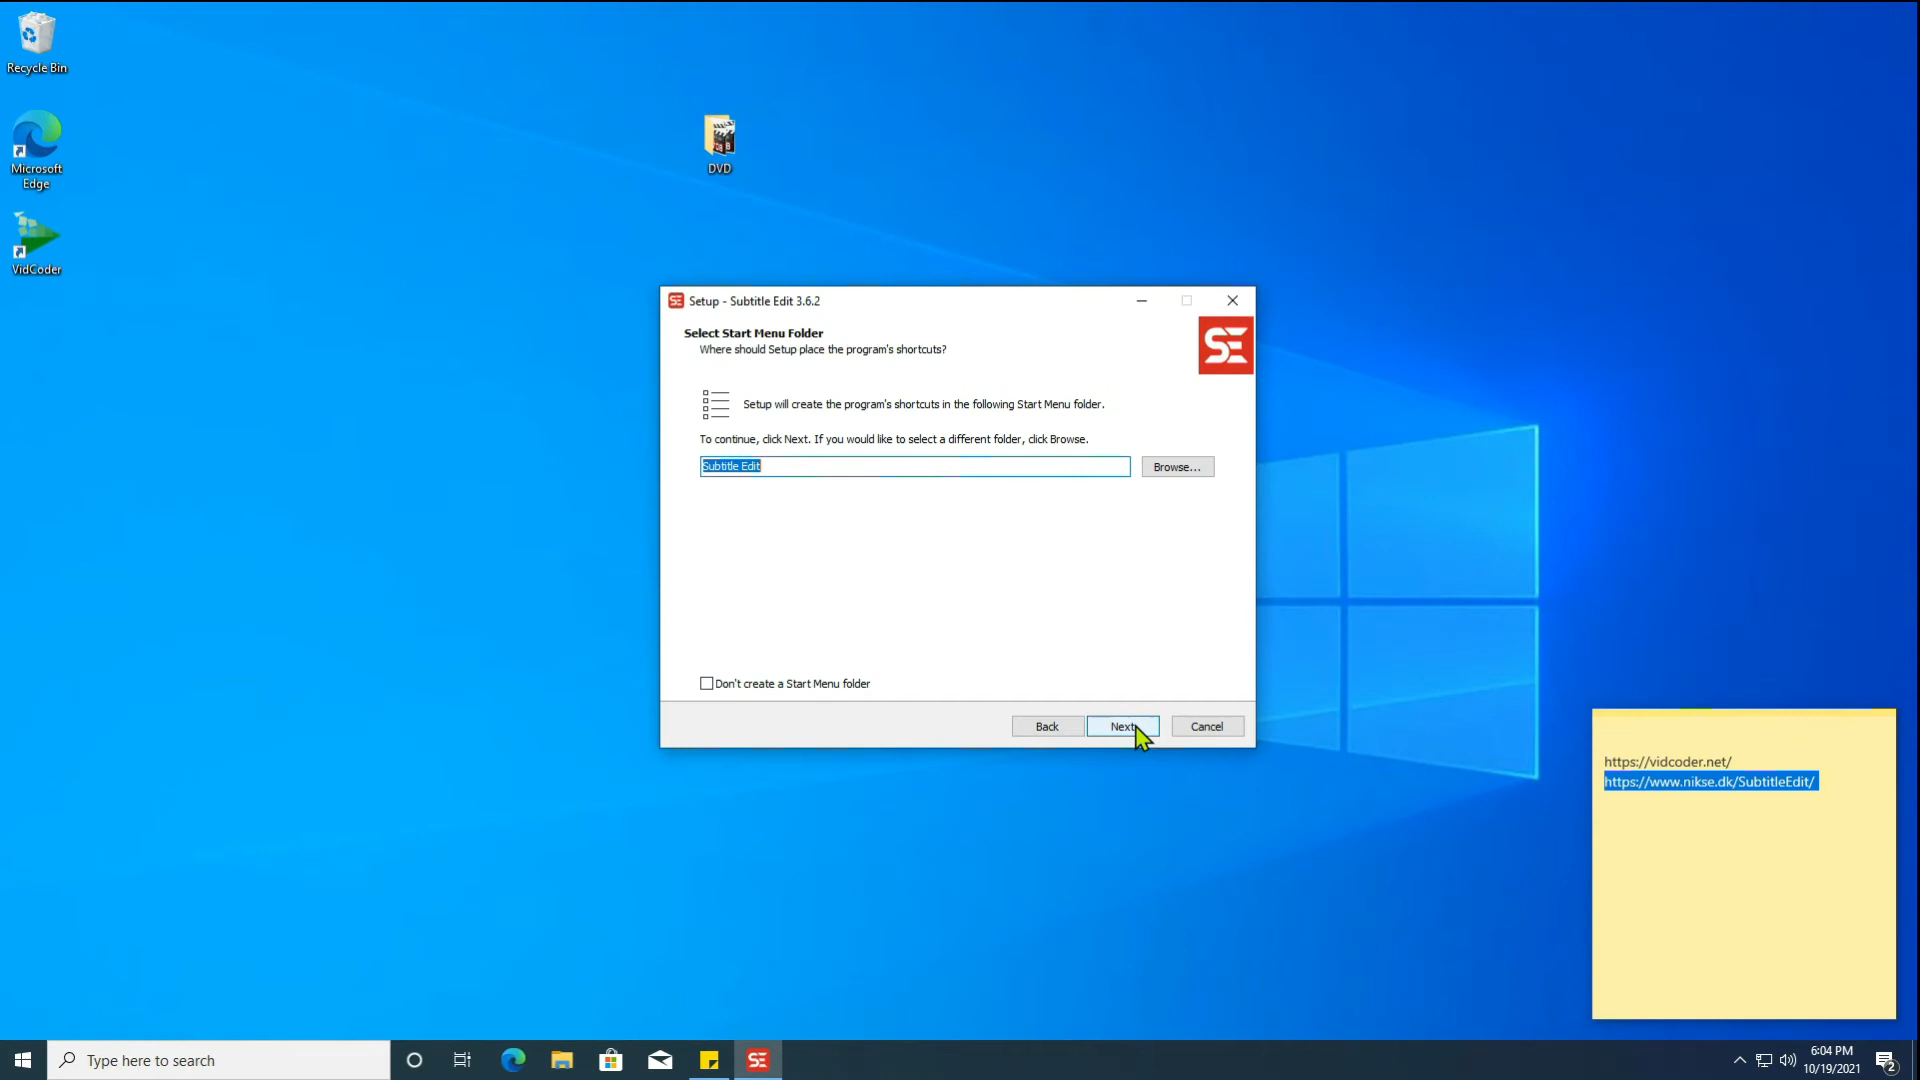 Recycle Bin
Microsoft
Edge
VidCoder
DVD
SE Setup - Subtitle Edit 3.6.2
Select Start Menu Folder
Where should Setup place the program's shortcuts?
SE
Setup will create the program's shortcuts in the following Start Menu folder.
To continue, click Next. If you would like to select a different folder, click Browse.
Subtitle Edit
Browse...
Don't create a Start Menu folder
Back Next Cancel
https://vidcoder.net/
https://www.nikse.dk/SubtitleEdit/
Type here to search
SE
6:04 PM
10/19/2021
2